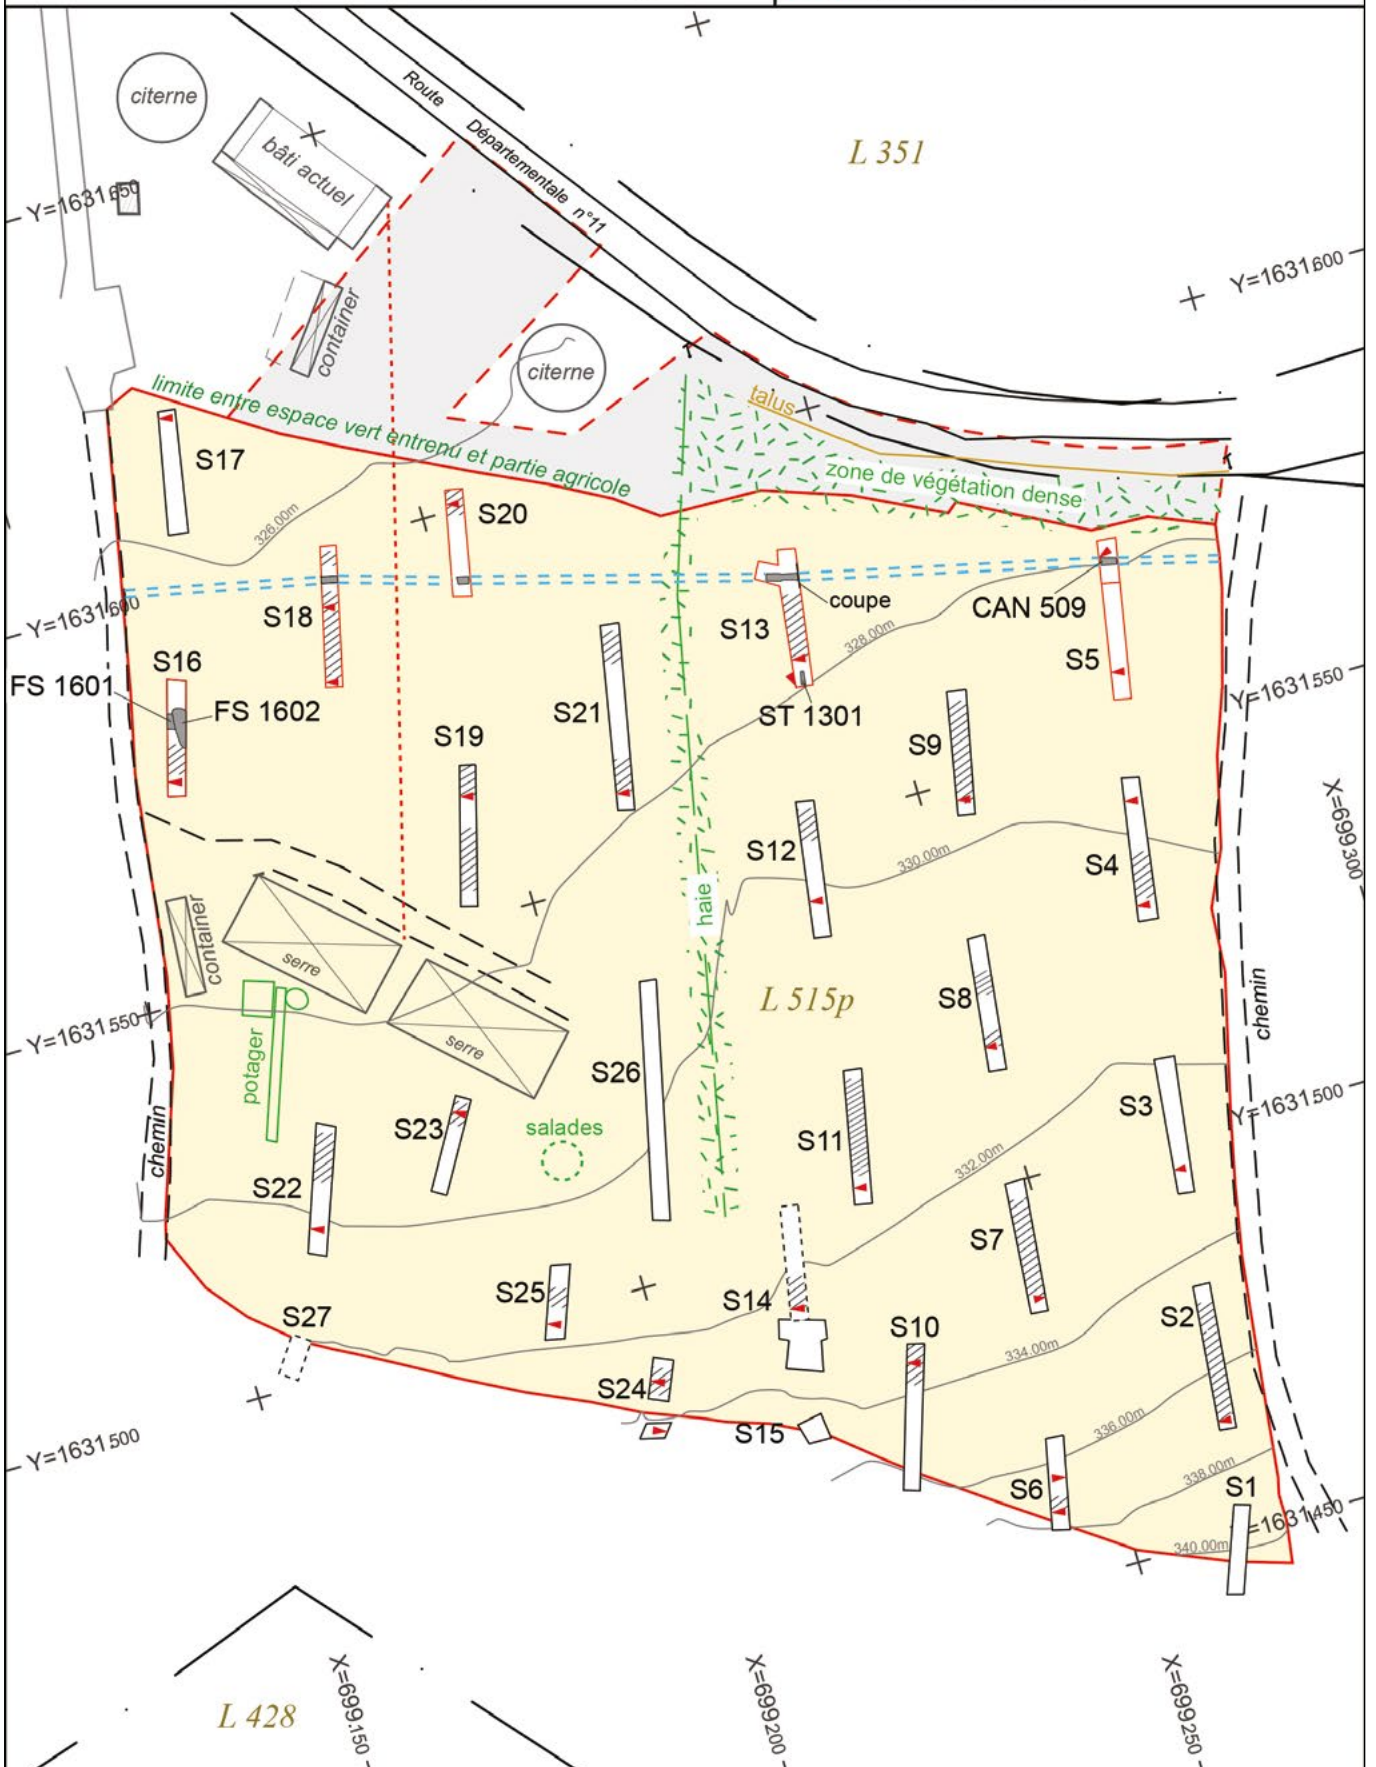 citerne
Route
Départementale n°11
L 351
bâti actuel
Y=1631650
Y=1631600
container
citerne
limite entre espace vert entrenu et partie agricole
talus
zone de végétation dense
S17
S20
326.00m
S18
Y=1631600
coupe
CAN 509
S13
328.00m
S5
S16
FS 1601
FS 1602
ST 1301
Y=1631550
S21
S19
S9
X=699300
S12
330.00m
S4
haie
container
serre
L 515p
S8
chemin
Y=1631550
serre
potager
S26
S3
Y=1631500
S23
salades
S11
chemin
332.00m
S22
S7
S25
S14
S27
S10
S2
334.00m
S24
S15
336.00m
Y=1631500
338.00m
S6
S1
=1631450
340.00m
X=699150
X=699200
X=699250
L 428